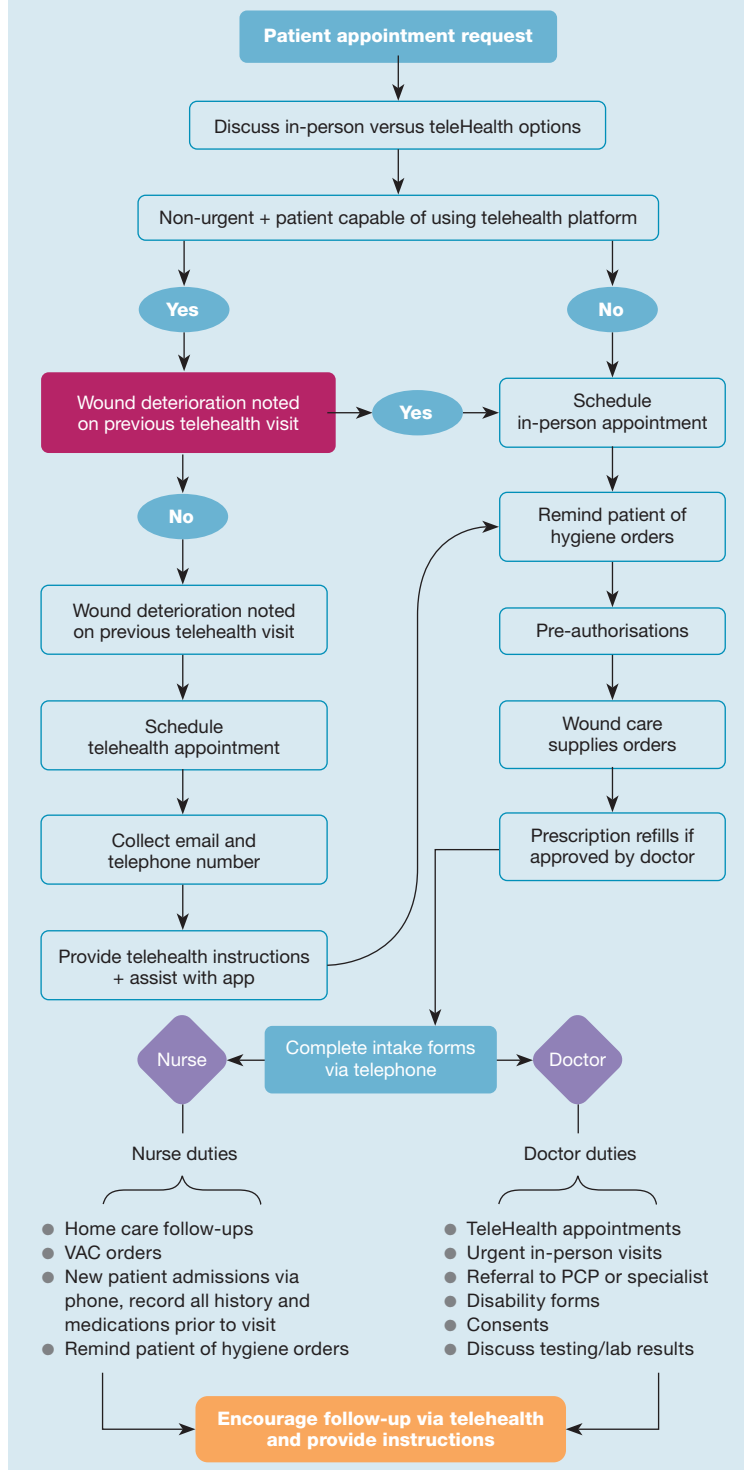 Patient appointment request
Discuss in-person versus teleHealth options
Non-urgent + patient capable of using telehealth platform
Yes
No
Wound deterioration noted
on previous telehealth visit
Yes
Schedule
in-person appointment
No
Remind patient of
hygiene orders
Wound deterioration noted
on previous telehealth visit
Pre-authorisations
Schedule
telehealth appointment
Wound care
supplies orders
Collect email and
telephone number
Prescription refills if
approved by doctor
Provide telehealth instructions
+ assist with app
Nurse
Complete intake forms
via telephone
Doctor
Nurse duties
Home care follow-ups
VAC orders
New patient admissions via
phone, record all history and
medications prior to visit
Remind patient of hygiene orders
Doctor duties
TeleHealth appointments
Urgent in-person visits
Referral to PCP or specialist
Disability forms
Consents
Discuss testing/lab results
Encourage follow-up via telehealth
and provide instructions